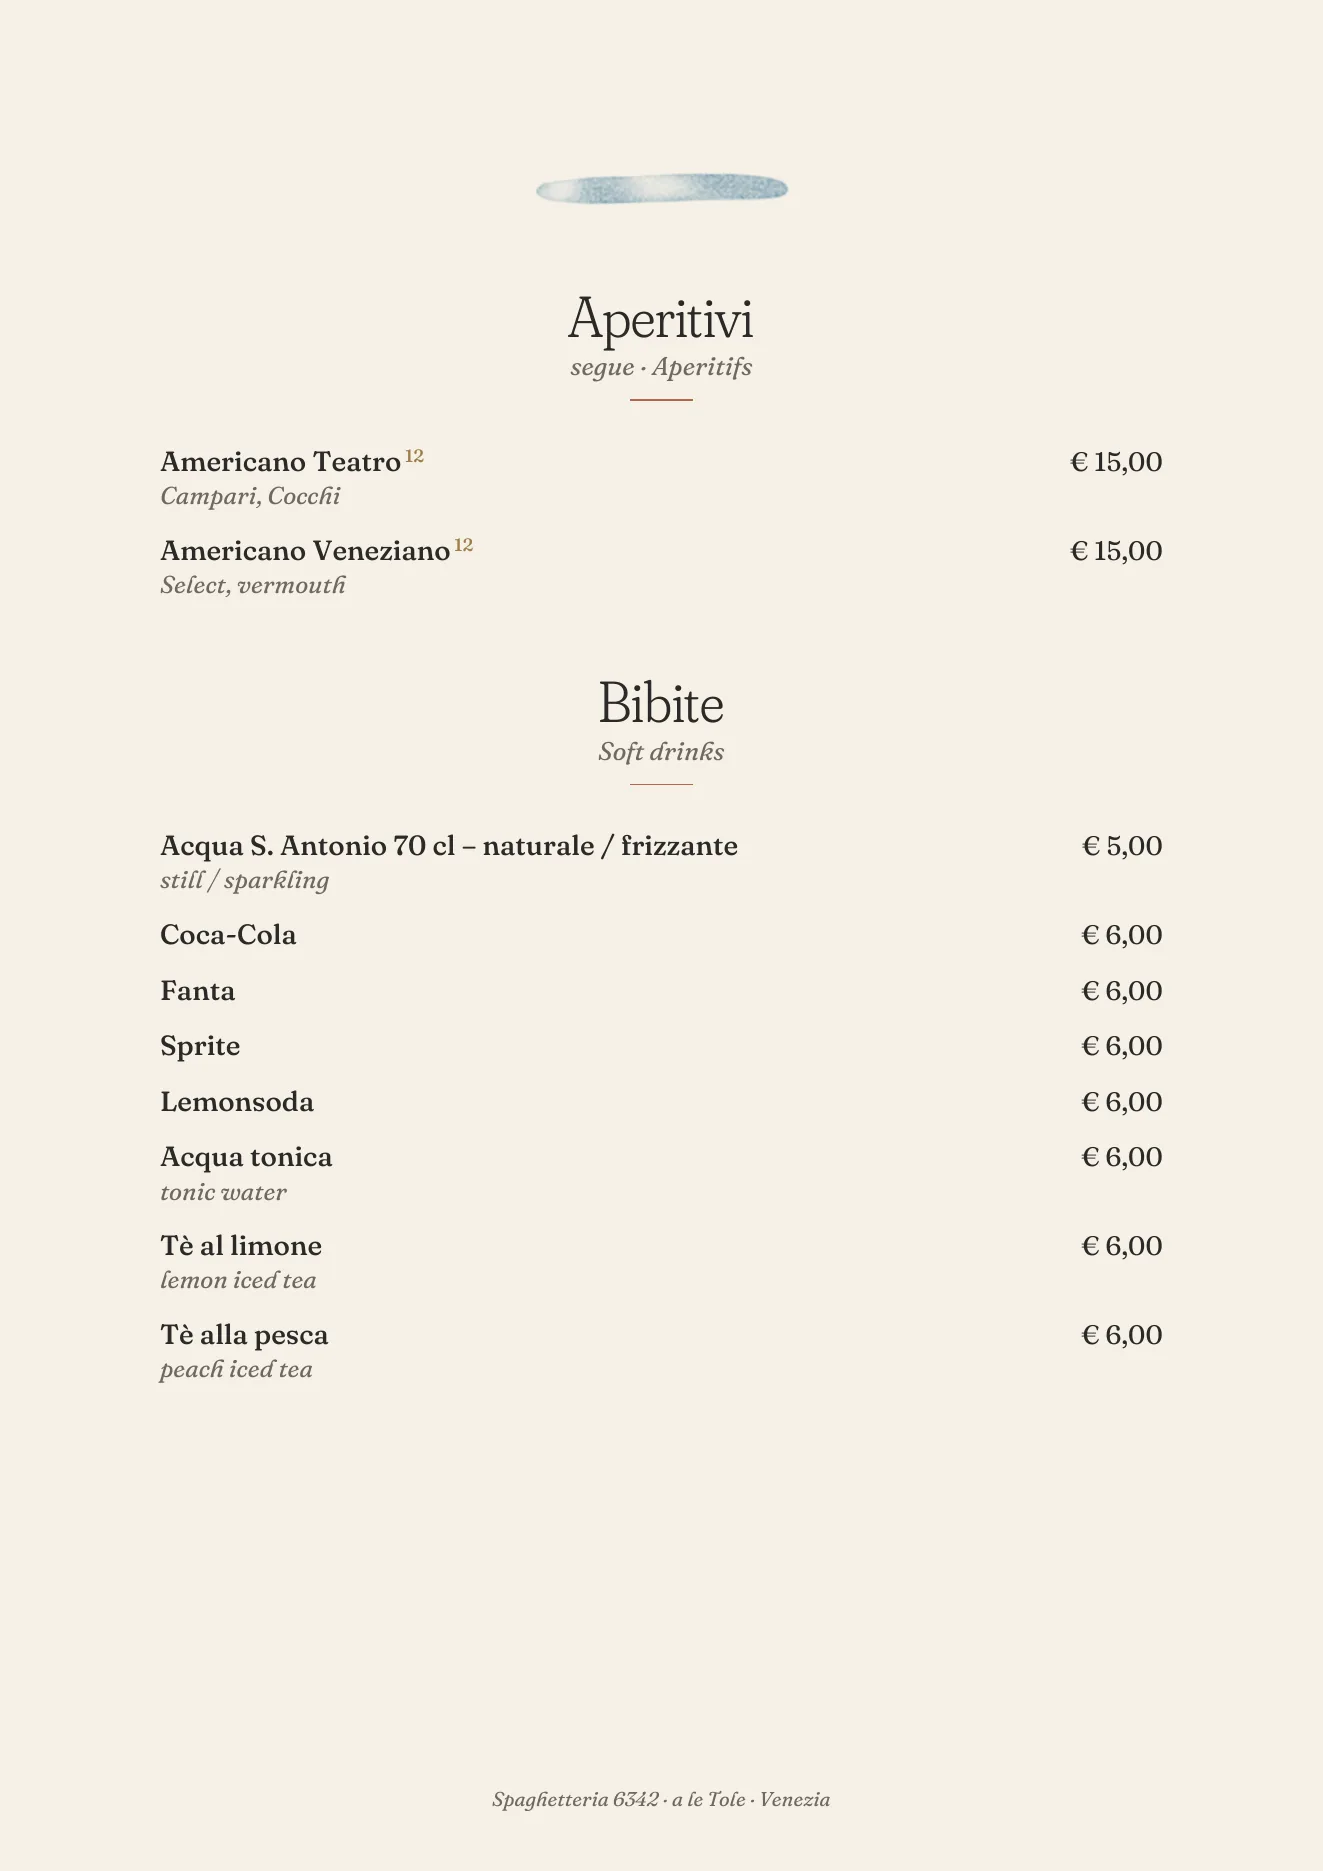 Aperitivi
segue · Aperitifs
Americano Teatro 12 € 15,00
Campari, Cocchi
Americano Veneziano 12 € 15,00
Select, vermouth
Bibite
Soft drinks
Acqua S. Antonio 70 cl – naturale / frizzante € 5,00
still / sparkling
Coca-Cola € 6,00
Fanta € 6,00
Sprite € 6,00
Lemonsoda € 6,00
Acqua tonica € 6,00
tonic water
Tè al limone € 6,00
lemon iced tea
Tè alla pesca € 6,00
peach iced tea
Spaghetteria 6342 · a le Tole · Venezia